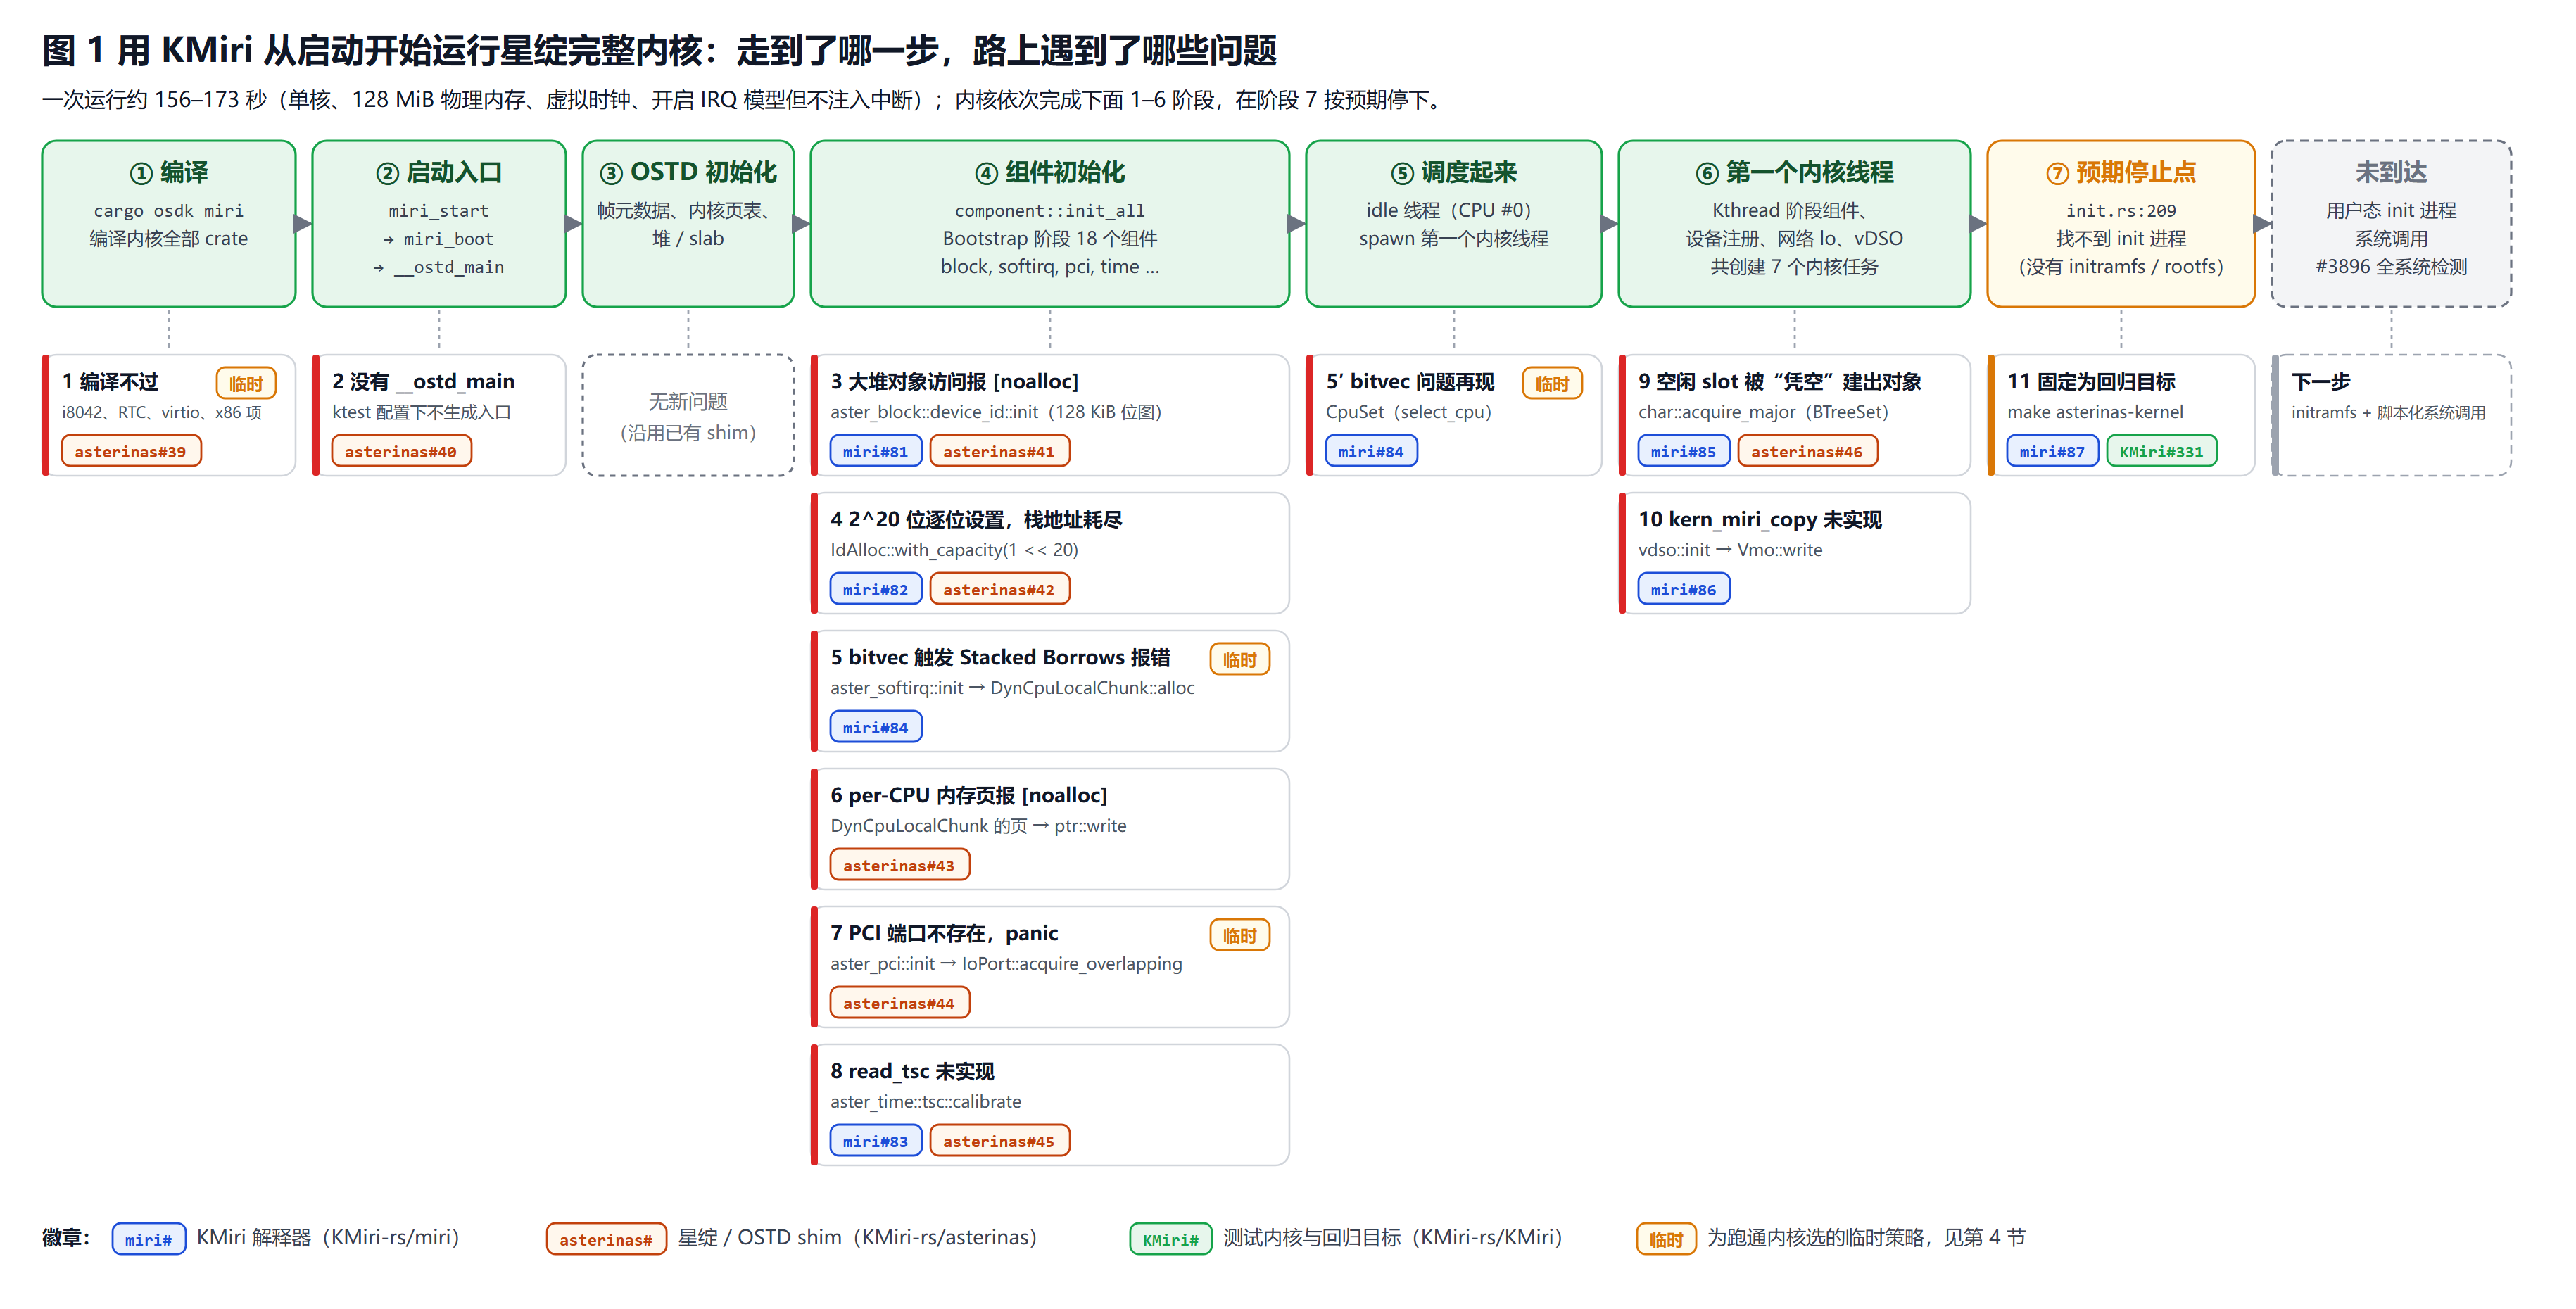 图 1 用 KMiri 从启动开始运行星绽完整内核：走到了哪一步，路上遇到了哪些问题
一次运行约 156–173 秒（单核、128 MiB 物理内存、虚拟时钟、开启 IRQ 模型但不注入中断）；内核依次完成下面 1–6 阶段，在阶段 7 按预期停下。
① 编译
cargo osdk miri
编译内核全部 crate
② 启动入口
miri_start
→ miri_boot
→ __ostd_main
③ OSTD 初始化
帧元数据、内核页表、
堆 / slab
④ 组件初始化
component::init_all
Bootstrap 阶段 18 个组件
block, softirq, pci, time ...
⑤ 调度起来
idle 线程（CPU #0）
spawn 第一个内核线程
⑥ 第一个内核线程
Kthread 阶段组件、
设备注册、网络 lo、vDSO
共创建 7 个内核任务
⑦ 预期停止点
init.rs:209
找不到 init 进程
（没有 initramfs / rootfs）
未到达
用户态 init 进程
系统调用
#3896 全系统检测
1 编译不过
临时
i8042、RTC、virtio、x86 项
asterinas#39
2 没有 __ostd_main
ktest 配置下不生成入口
asterinas#40
无新问题
（沿用已有 shim）
3 大堆对象访问报 [noalloc]
aster_block::device_id::init（128 KiB 位图）
miri#81 asterinas#41
4 2^20 位逐位设置，栈地址耗尽
IdAlloc::with_capacity(1 << 20)
miri#82 asterinas#42
5 bitvec 触发 Stacked Borrows 报错
临时
aster_softirq::init → DynCpuLocalChunk::alloc
miri#84
6 per-CPU 内存页报 [noalloc]
DynCpuLocalChunk 的页 → ptr::write
asterinas#43
7 PCI 端口不存在，panic
临时
aster_pci::init → IoPort::acquire_overlapping
asterinas#44
8 read_tsc 未实现
aster_time::tsc::calibrate
miri#83 asterinas#45
5′ bitvec 问题再现
临时
CpuSet（select_cpu）
miri#84
9 空闲 slot 被“凭空”建出对象
char::acquire_major（BTreeSet）
miri#85 asterinas#46
10 kern_miri_copy 未实现
vdso::init → Vmo::write
miri#86
11 固定为回归目标
make asterinas-kernel
miri#87 KMiri#331
下一步
initramfs + 脚本化系统调用
徽章： miri# KMiri 解释器（KMiri-rs/miri） asterinas# 星绽 / OSTD shim（KMiri-rs/asterinas） KMiri# 测试内核与回归目标（KMiri-rs/KMiri） 临时 为跑通内核选的临时策略，见第 4 节